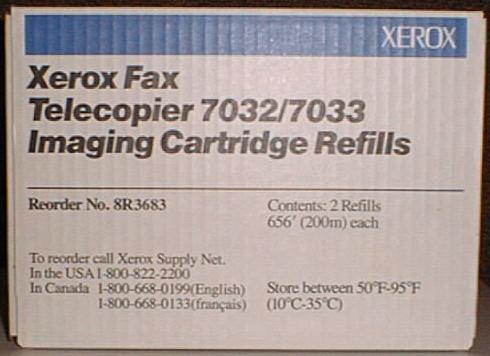 XEROX
Xerox Fax
Telecopier 7032/7033
Imaging Cartridge Refills
Reorder No. 8R3683
Contents: 2 Refills
656' (200m) each
To reorder call Xerox Supply Net.
In the USA 1-800-822-2200
In Canada 1-800-668-0199(English)
1-800-668-0133(français)
Store between 50°F-95°F
(10°C-35°C)